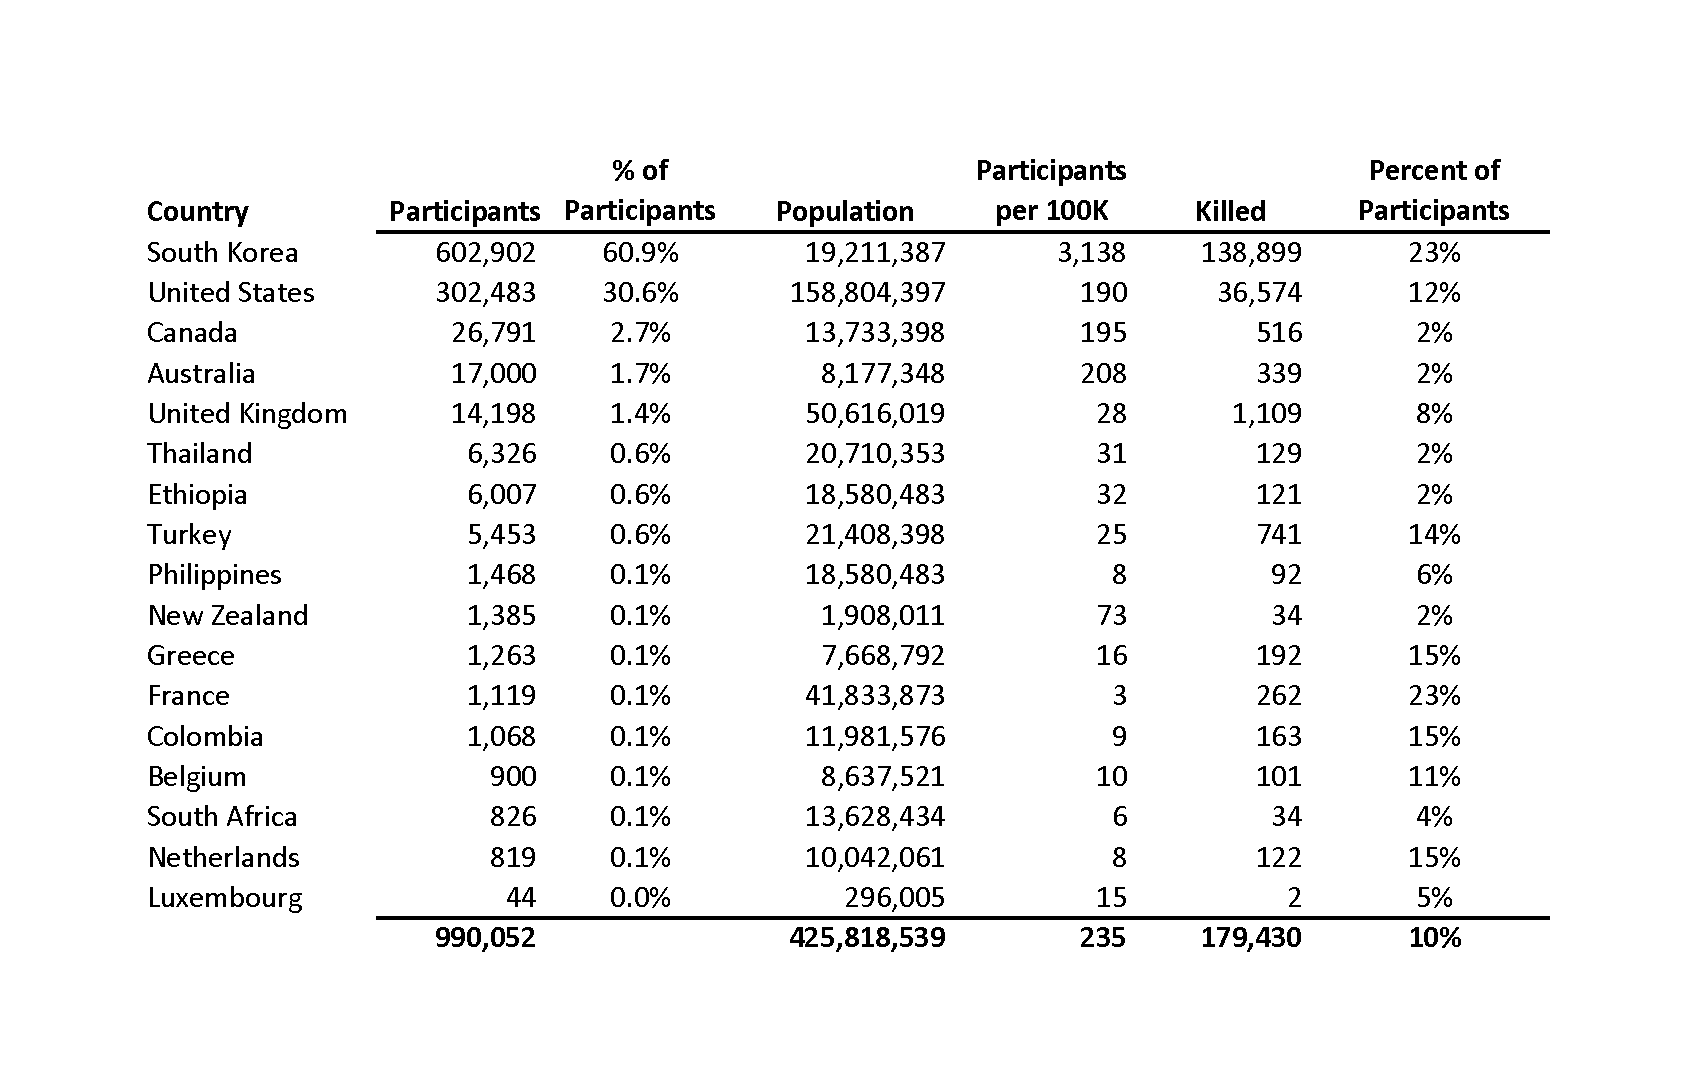 % of Participants Percent of
Country Participants Participants Population per 100K Killed Participants
South Korea 602,902 60.9% 19,211,387 3,138 138,899 23%
United States 302,483 30.6% 158,804,397 190 36,574 12%
Canada 26,791 2.7% 13,733,398 195 516 2%
Australia 17,000 1.7% 8,177,348 208 339 2%
United Kingdom 14,198 1.4% 50,616,019 28 1,109 8%
Thailand 6,326 0.6% 20,710,353 31 129 2%
Ethiopia 6,007 0.6% 18,580,483 32 121 2%
Turkey 5,453 0.6% 21,408,398 25 741 14%
Philippines 1,468 0.1% 18,580,483 8 92 6%
New Zealand 1,385 0.1% 1,908,011 73 34 2%
Greece 1,263 0.1% 7,668,792 16 192 15%
France 1,119 0.1% 41,833,873 3 262 23%
Colombia 1,068 0.1% 11,981,576 9 163 15%
Belgium 900 0.1% 8,637,521 10 101 11%
South Africa 826 0.1% 13,628,434 6 34 4%
Netherlands 819 0.1% 10,042,061 8 122 15%
Luxembourg 44 0.0% 296,005 15 2 5%
990,052 425,818,539 235 179,430 10%